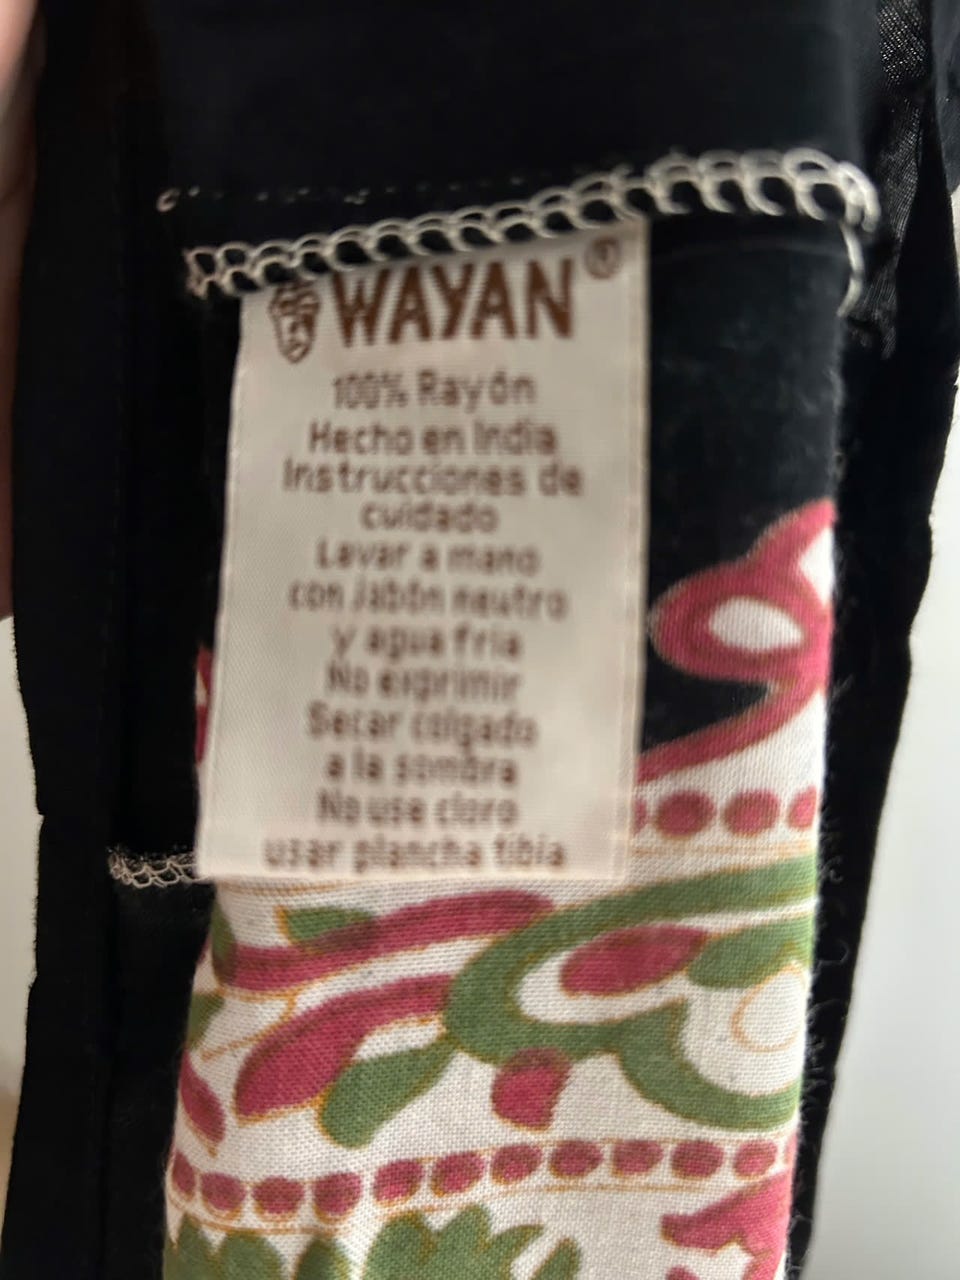 WAYAN®
100% Rayón
Hecho en India
Instrucciones de
cuidado
Lavar a mano
con Jabón neutro
y agua fria
No exprimir
Secar colgado
a la sombra
No use cloro
usar plancha tibia